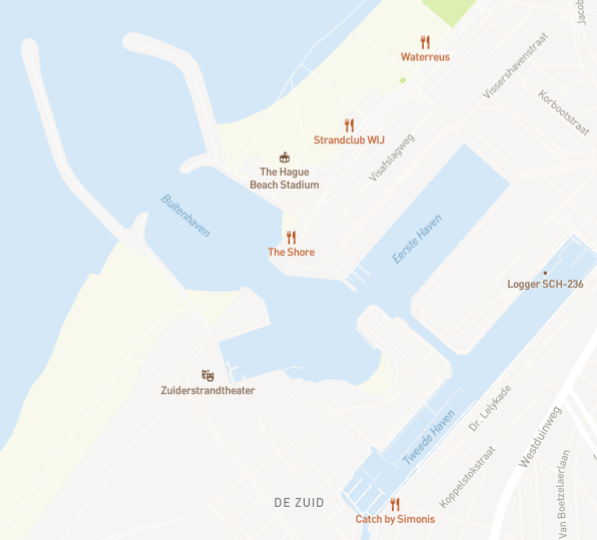 Jacob
Waterreus
Vissershavenstraat
Korbootstraat
Strandclub WIJ
Visafslagweg
The Hague
Beach Stadium
Buitenhaven
Eerste Haven
The Shore
Logger SCH-236
Zuiderstrandtheater
Dr. Lelykade
Tweede Haven
Westduinweg
Koppelstokstraat
Van Boetzelaerlaan
DE ZUID
Catch by Simonis